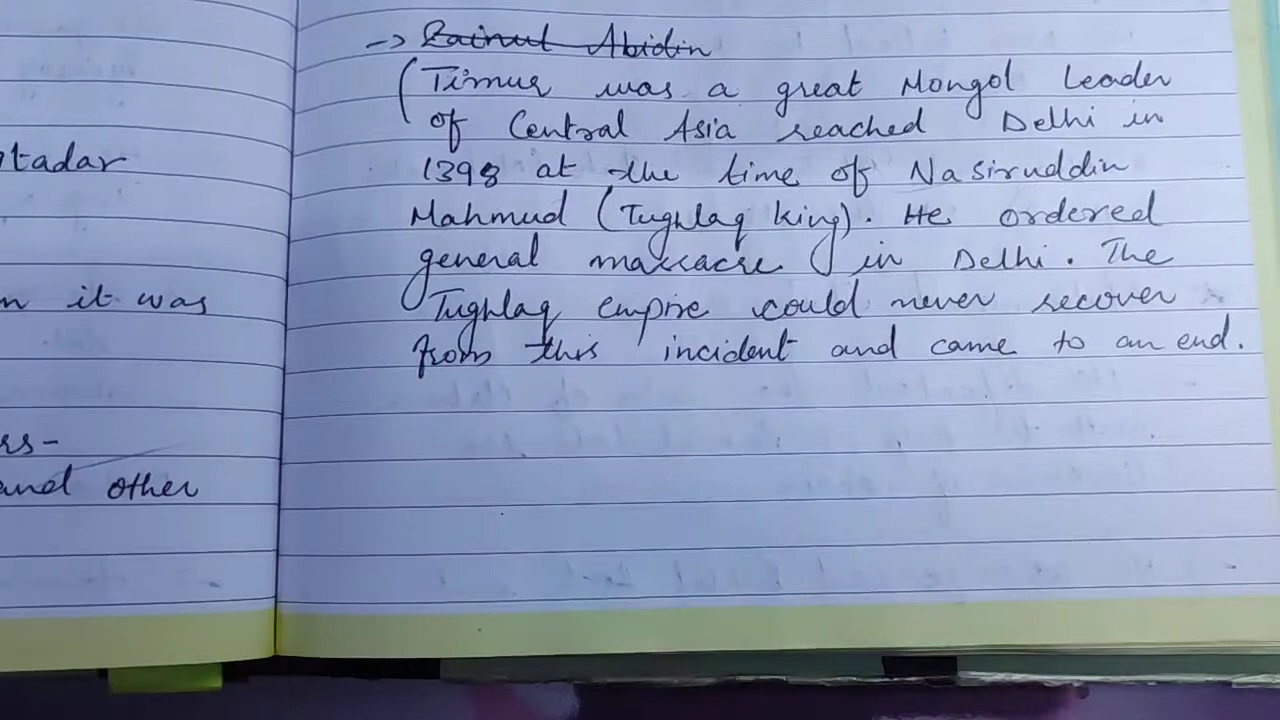 tadar
n it was
rs-
and other
-> Zainul Abidin
(Timur was a great Mongol Leader
of Central Asia reached Delhi in
1398 at the time of Nasiruddin
Mahmud (Tughlaq king). He ordered
general massacre in Delhi. The
Tughlaq empire could never recover
from this incident and came to an end.